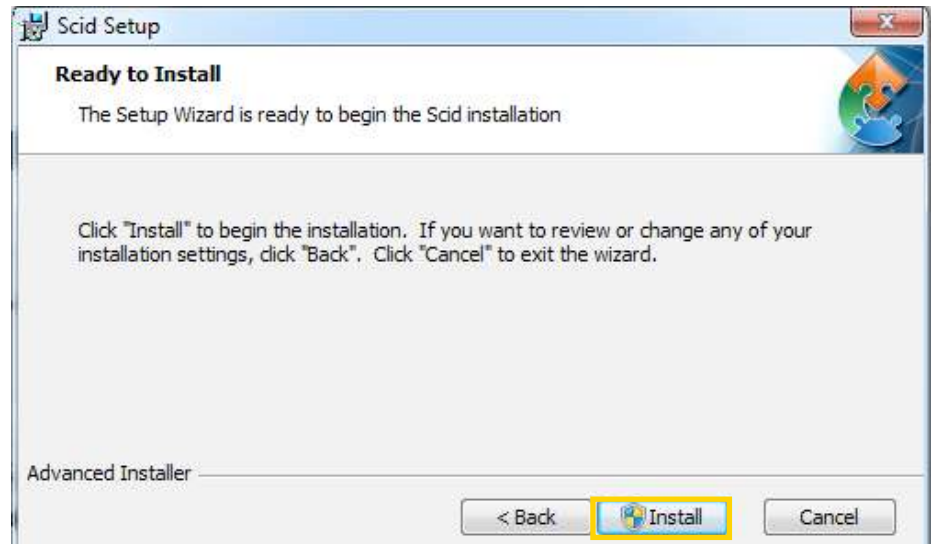 Scid Setup
Ready to Install
The Setup Wizard is ready to begin the Scid installation
Click "Install" to begin the installation.  If you want to review or change any of your
installation settings, click "Back".  Click "Cancel" to exit the wizard.
Advanced Installer
< Back Install Cancel